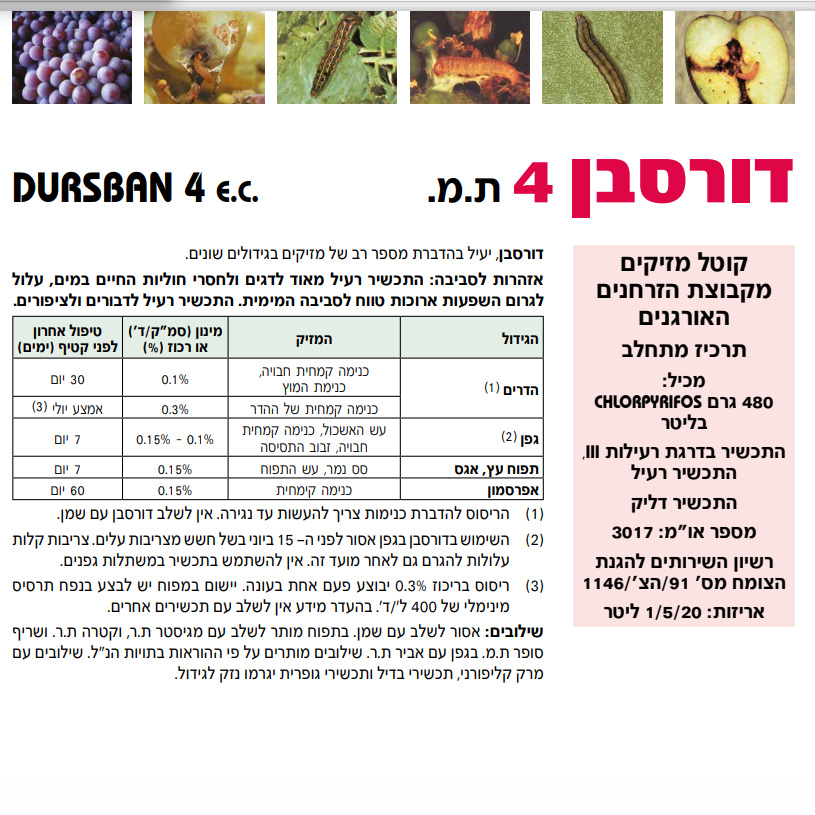 דורסבן 4 ת.מ.
DURSBAN 4 E.C.
קוטל מזיקים
מקבוצת הזרחנים
האורגנים
תרכיז מתחלב
מכיל:
480 גרם CHLORPYRIFOS
בליטר
התכשיר בדרגת רעילות III,
התכשיר רעיל
התכשיר דליק
מספר או"מ: 3017
רשיון השירותים להגנת
הצומח מס' 91/הצ'/1146
אריזות: 1/5/20 ליטר
דורסבן, יעיל בהדברת מספר רב של מזיקים בגידולים שונים.
אזהרות לסביבה: התכשיר רעיל מאוד לדגים ולחסרי חוליות החיים במים, עלול
לגרום השפעות ארוכות טווח לסביבה המימית. התכשיר רעיל לדבורים ולציפורים.
הגידול | המזיק | מינון (סמ"ק/ד') או רכוז (%) | טיפול אחרון לפני קטיף (ימים)
הדרים (1) | כנימה קמחית חבויה, כנימת המוץ | 0.1% | 30 יום
כנימה קמחית של ההדר | 0.3% | אמצע יולי (3)
גפן (2) | עש האשכול, כנימה קמחית חבויה, זבוב התסיסה | 0.1% - 0.15% | 7 יום
תפוח עץ, אגס | סס נמר, עש התפוח | 0.15% | 7 יום
אפרסמון | כנימה קימחית | 0.15% | 60 יום
(1) הריסוס להדברת כנימות צריך להעשות עד נגירה. אין לשלב דורסבן עם שמן.
(2) השימוש בדורסבן בגפן אסור לפני ה- 15 ביוני בשל חשש מצריבות עלים. צריבות קלות
עלולות להגרם גם לאחר מועד זה. אין להשתמש בתכשיר במשתלות גפנים.
(3) ריסוס בריכוז 0.3% יבוצע פעם אחת בעונה. יישום במפוח יש לבצע בנפח תרסיס
מינימלי של 400 ל'/ד'. בהעדר מידע אין לשלב עם תכשירים אחרים.
שילובים: אסור לשלב עם שמן. בתפוח מותר לשלב עם מגיסטר ת.ר, וקטרה ת.ר. ושריף
סופר ת.מ. בגפן עם אביר ת.ר. שילובים מותרים על פי ההוראות בתויות הנ"ל. שילובים עם
מרק קליפורני, תכשירי בדיל ותכשירי גופרית יגרמו נזק לגידול.